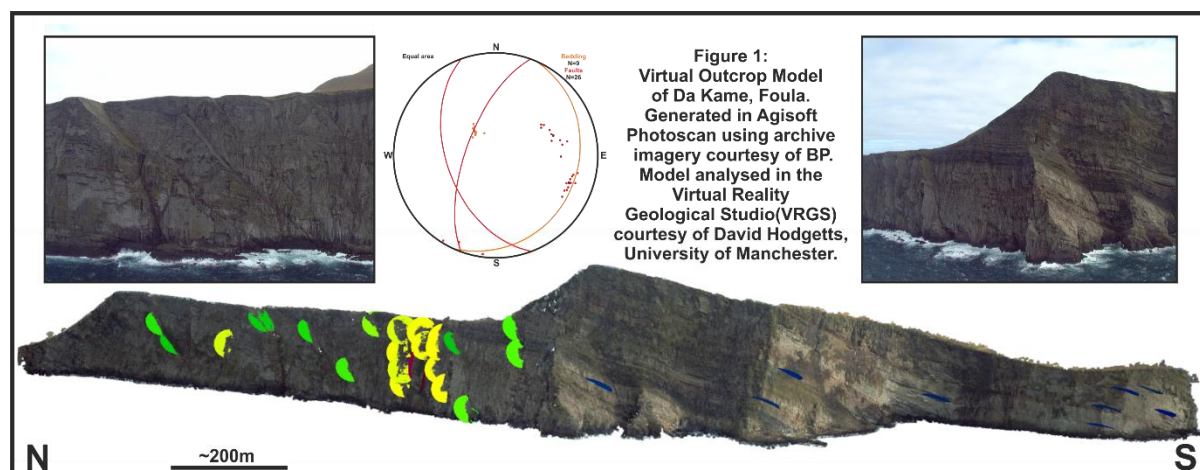 Equal area
N
Bedding
N=9
Faults
N=26
W
E
S
Figure 1:
Virtual Outcrop Model
of Da Kame, Foula.
Generated in Agisoft
Photoscan using archive
imagery courtesy of BP.
Model analysed in the
Virtual Reality
Geological Studio(VRGS)
courtesy of David Hodgetts,
University of Manchester.
N
~200m
S